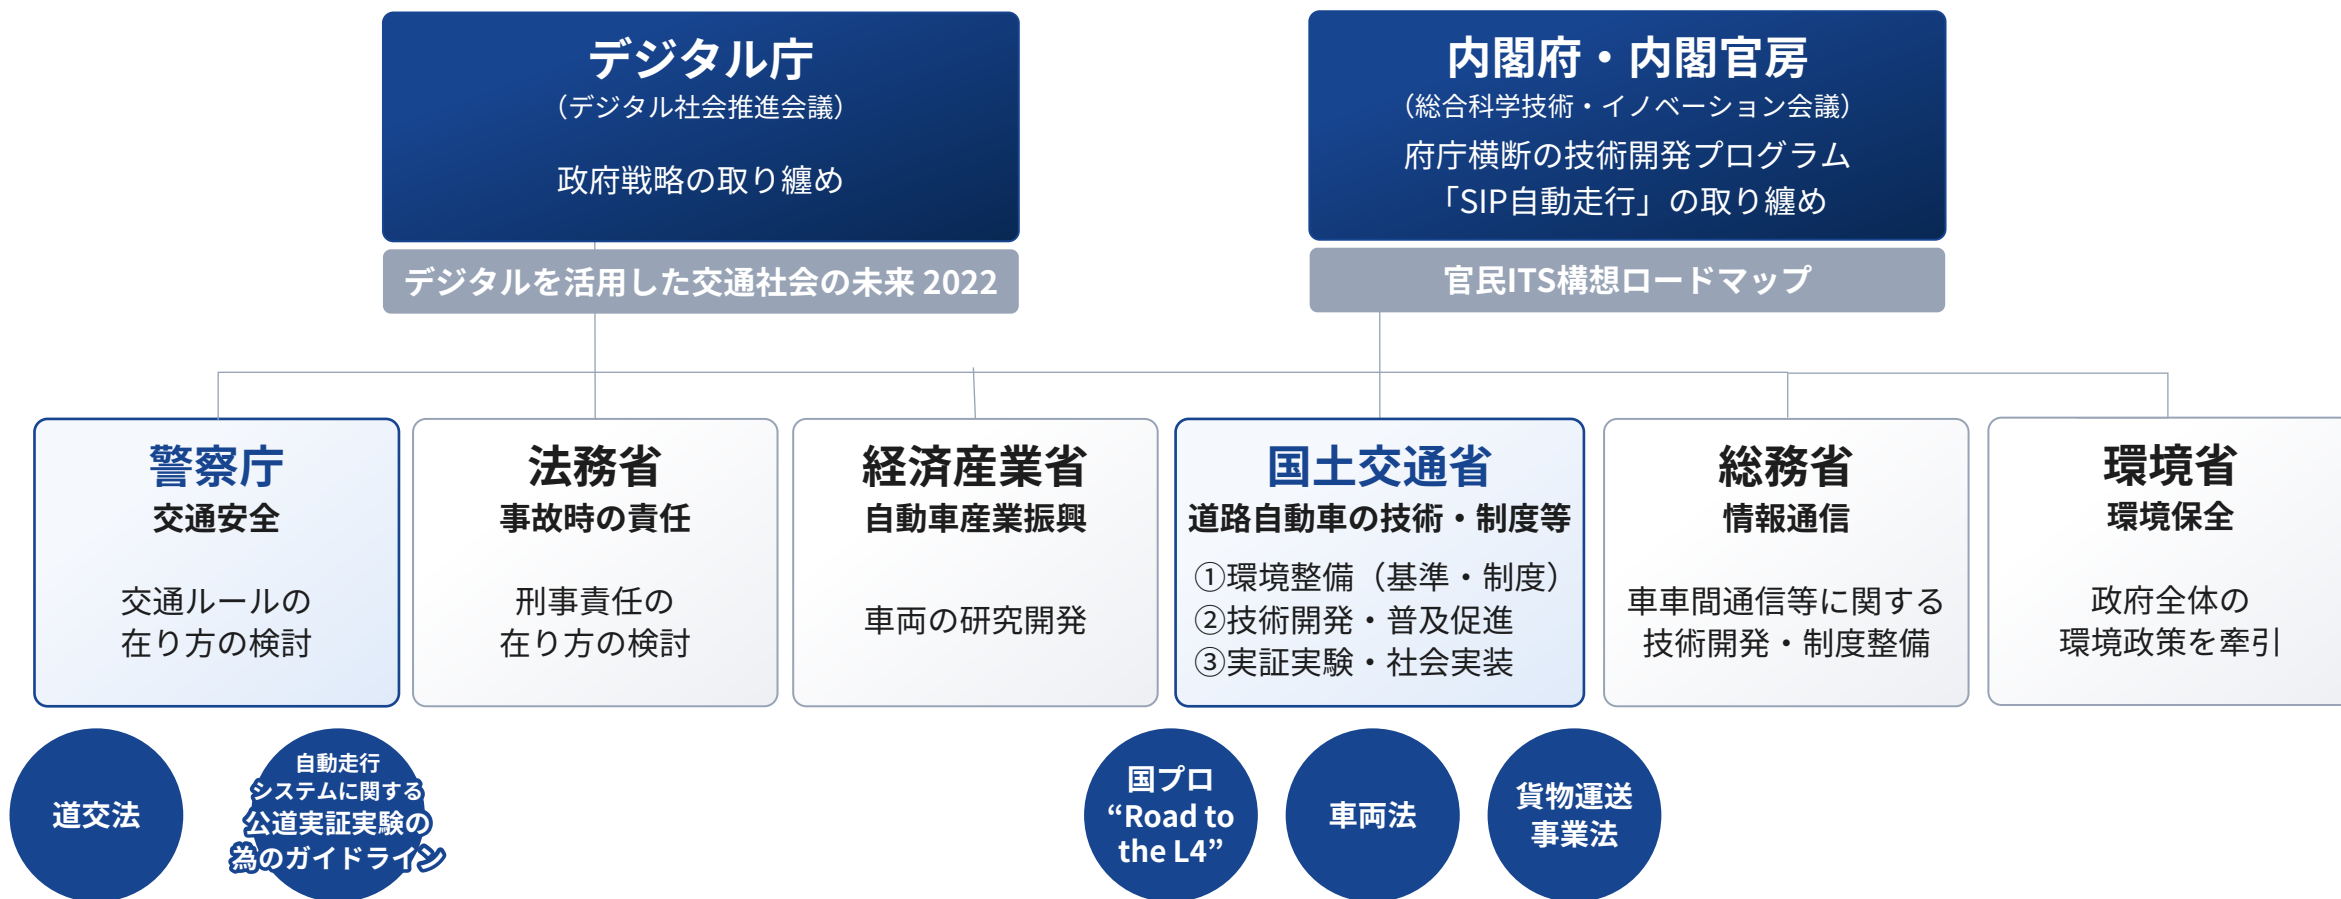 デジタル庁
（デジタル社会推進会議）
政府戦略の取り纏め
デジタルを活用した交通社会の未来 2022
内閣府・内閣官房
（総合科学技術・イノベーション会議）
府庁横断の技術開発プログラム
「SIP自動走行」の取り纏め
官民ITS構想ロードマップ
警察庁
交通安全
交通ルールの
在り方の検討
法務省
事故時の責任
刑事責任の
在り方の検討
経済産業省
自動車産業振興
車両の研究開発
国土交通省
道路自動車の技術・制度等
①環境整備（基準・制度）
②技術開発・普及促進
③実証実験・社会実装
総務省
情報通信
車車間通信等に関する
技術開発・制度整備
環境省
環境保全
政府全体の
環境政策を牽引
道交法
自動走行
システムに関する
公道実証実験の
為のガイドライン
国プロ
“Road to
the L4”
車両法
貨物運送
事業法